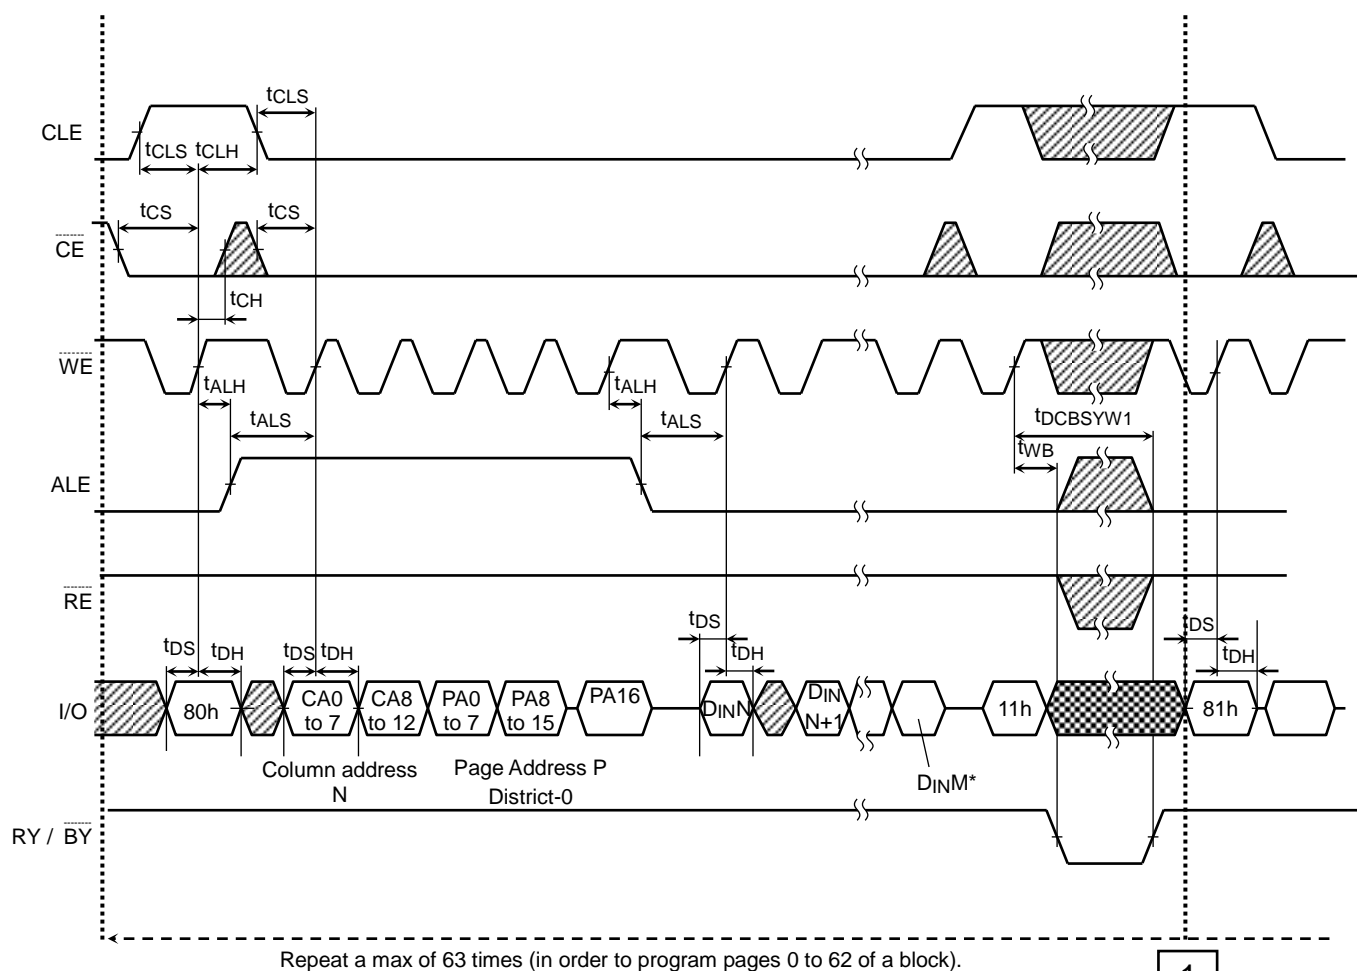 tCLS
CLE
tCLS tCLH
tCS tCS
CE
tCH
WE
tALH tALH
tALS tALS
tDCBSYW1
tWB
ALE
RE
tDS tDS
tDS tDH tDS tDH tDH tDH
I/O 80h CA0 to 7 CA8 to 12 PA0 to 7 PA8 to 15 PA16 DINN DIN N+1 11h 81h
Column address N
Page Address P
District-0
DINM*
RY / BY
Repeat a max of 63 times (in order to program pages 0 to 62 of a block).